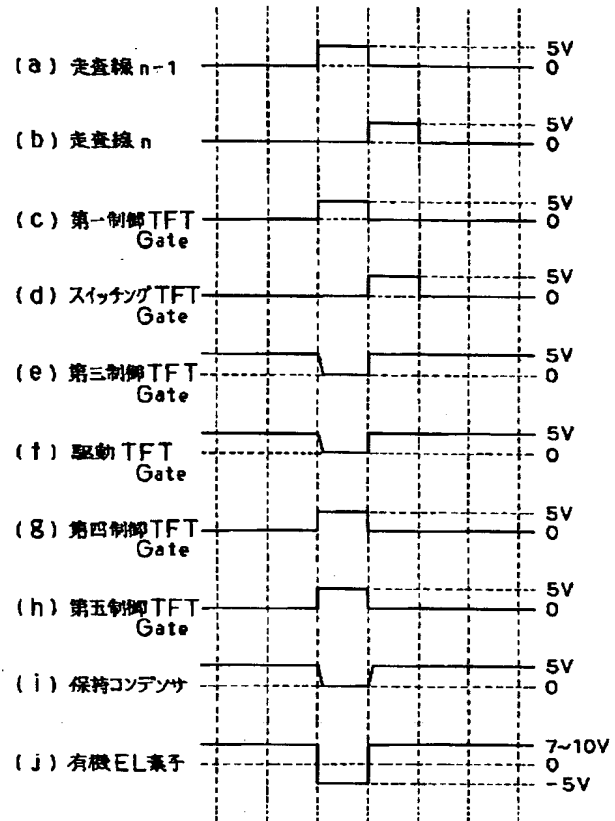 (a) 走査線 n-1
5V
0
(b) 走査線 n
5V
0
(c) 第一制御TFT
Gate
5V
0
(d) スイッチングTFT
Gate
5V
0
(e) 第三制御TFT
Gate
5V
0
(f) 駆動TFT
Gate
5V
0
(g) 第四制御TFT
Gate
5V
0
(h) 第五制御TFT
Gate
5V
0
(i) 保持コンデンサ
5V
0
(j) 有機EL素子
7~10V
0
-5V